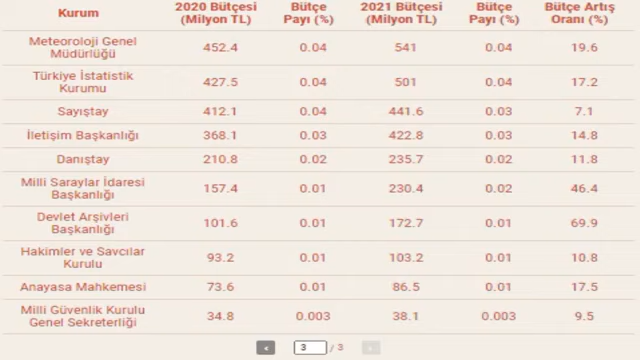 Kurum 2020 Bütçesi (Milyon TL) Bütçe Payı (%) 2021 Bütçesi (Milyon TL) Bütçe Payı (%) Bütçe Artış Oranı (%)
Meteoroloji Genel Müdürlüğü 452.4 0.04 541 0.04 19.6
Türkiye İstatistik Kurumu 427.5 0.04 501 0.04 17.2
Sayıştay 412.1 0.04 441.6 0.03 7.1
İletişim Başkanlığı 368.1 0.03 422.8 0.03 14.8
Danıştay 210.8 0.02 235.7 0.02 11.8
Milli Saraylar İdaresi Başkanlığı 157.4 0.01 230.4 0.02 46.4
Devlet Arşivleri Başkanlığı 101.6 0.01 172.7 0.01 69.9
Hakimler ve Savcılar Kurulu 93.2 0.01 103.2 0.01 10.8
Anayasa Mahkemesi 73.6 0.01 86.5 0.01 17.5
Milli Güvenlik Kurulu Genel Sekreterliği 34.8 0.003 38.1 0.003 9.5
< 3 / 3 >